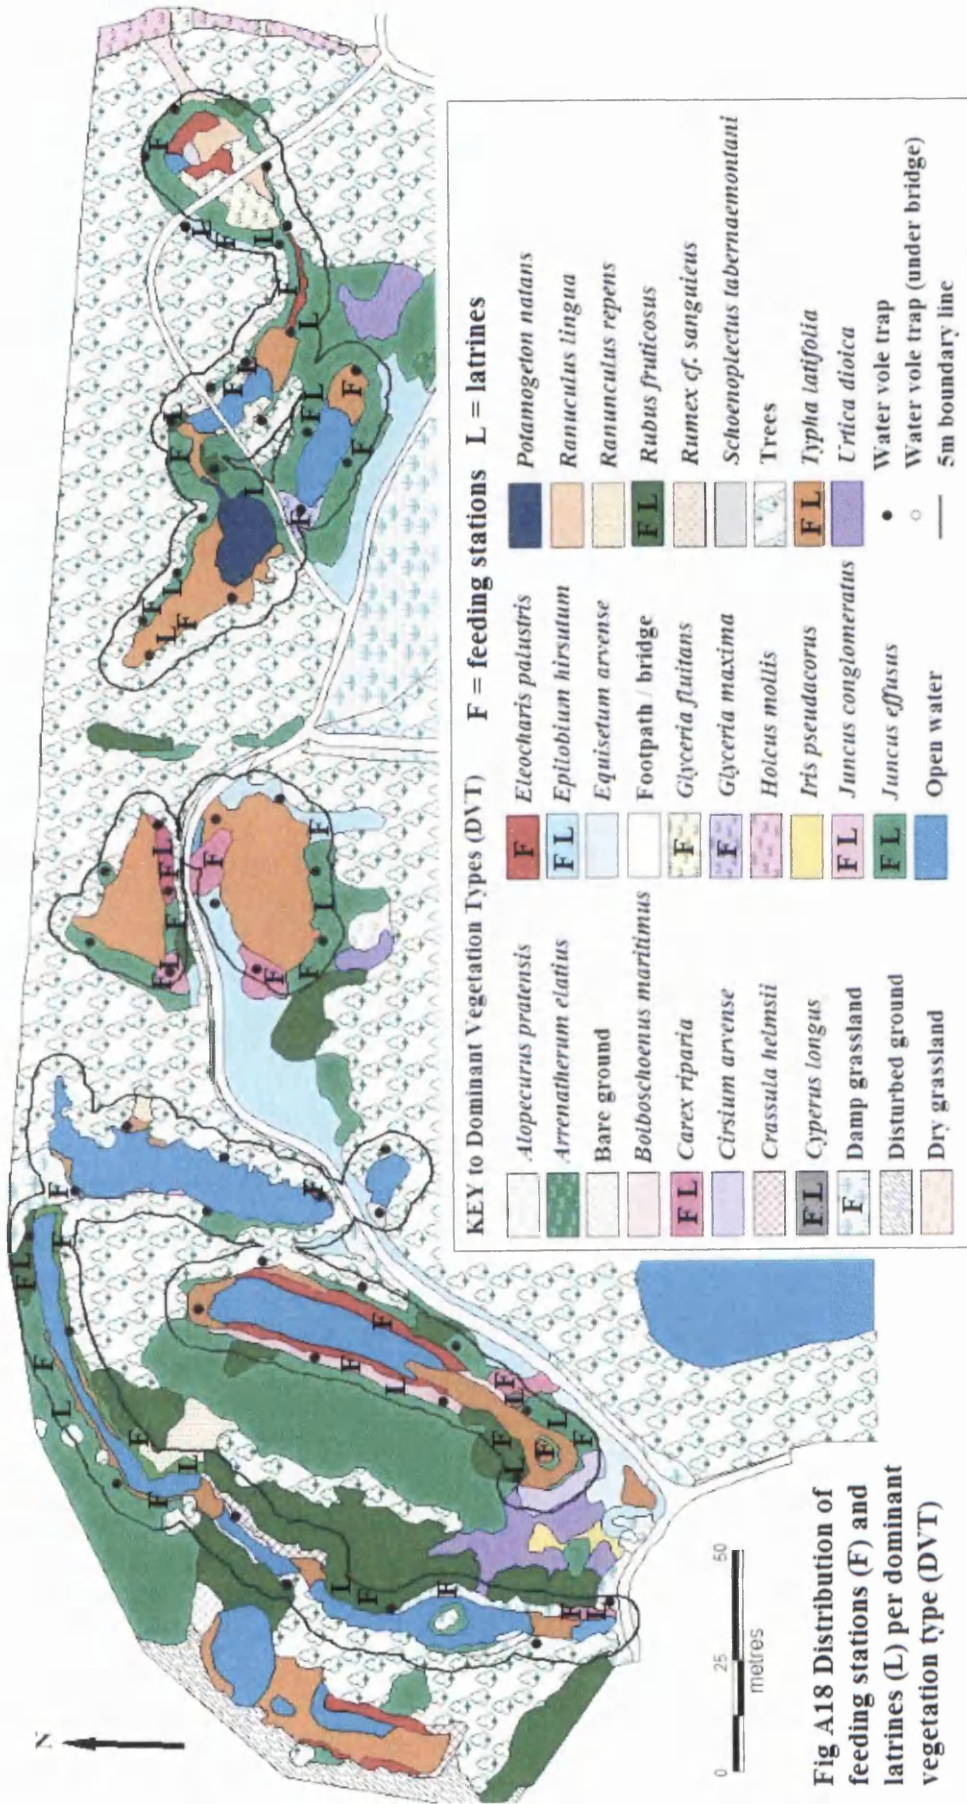 N
0 25 50
metres
Fig A18 Distribution of
feeding stations (F) and
latrines (L) per dominant
vegetation type (DVT)
KEY to Dominant Vegetation Types (DVT) F = feeding stations L = latrines
Alopecurus pratensis
Arrenatherum elatius
Bare ground
Bolboschoenus maritimus
F L Carex riparia
Cirsium arvense
Crassula helmsii
F L Cyperus longus
F Damp grassland
Disturbed ground
Dry grassland
F Eleocharis palustris
F L Epilobium hirsutum
Equisetum arvense
Footpath / bridge
F Glyceria fluitans
F Glyceria maxima
Holcus mollis
Iris pseudacorus
F L Juncus conglomeratus
F L Juncus effusus
Open water
Potamogeton natans
Ranuculus lingua
Ranunculus repens
F L Rubus fruticosus
Rumex cf. sanguieus
Schoenoplectus tabernaemontani
Trees
F L Typha latifolia
Urtica dioica
Water vole trap
Water vole trap (under bridge)
5m boundary line